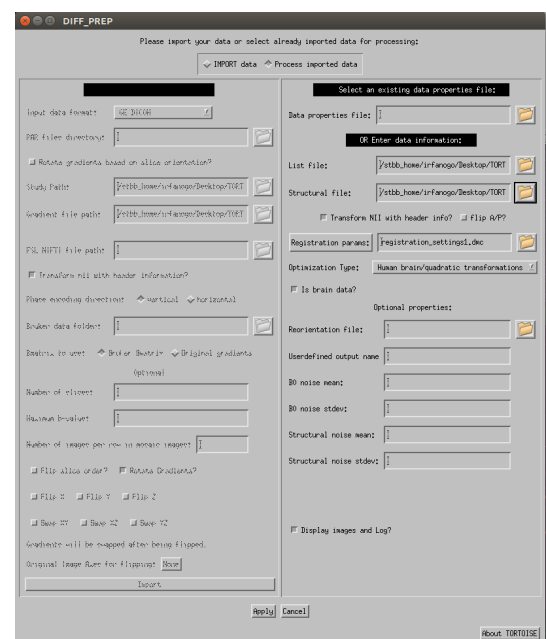 DIFF_PREP
Please import your data or select already imported data for processing:
IMPORT data Process imported data
Input data format: GE DICOM
PAR files directory:
Rotate gradients based on slice orientation?
Study Path: /stbb_home/irfanogo/Desktop/TORT
Gradient file path: /stbb_home/irfanogo/Desktop/TORT
FSL NIFTI file path:
Transform nii with header information?
Phase encoding direction: vertical horizontal
Bruker data folder:
Bmatrix to use: Bruker Bmatrix Original gradients
(optional)
Number of slices:
Maximum b-value:
Number of images per row in mosaic images:
Flip slice order? Rotate Gradients?
Flip X Flip Y Flip Z
Swap XY Swap XZ Swap YZ
Gradients will be swapped after being flipped.
Original Image Axes for flipping: None
Import
Select an existing data properties file:
Data properties file:
OR Enter data information:
List file: /stbb_home/irfanogo/Desktop/TORT
Structural file: /stbb_home/irfanogo/Desktop/TORT
Transform NII with header info? flip A/P?
Registration params: registration_settings1.dmc
Optimization Type: Human brain/quadratic transformations
Is brain data?
Optional properties:
Reorientation file:
Userdefined output name
B0 noise mean:
B0 noise stdev:
Structural noise mean:
Structural noise stdev:
Display images and Log?
Apply Cancel
About TORTOISE